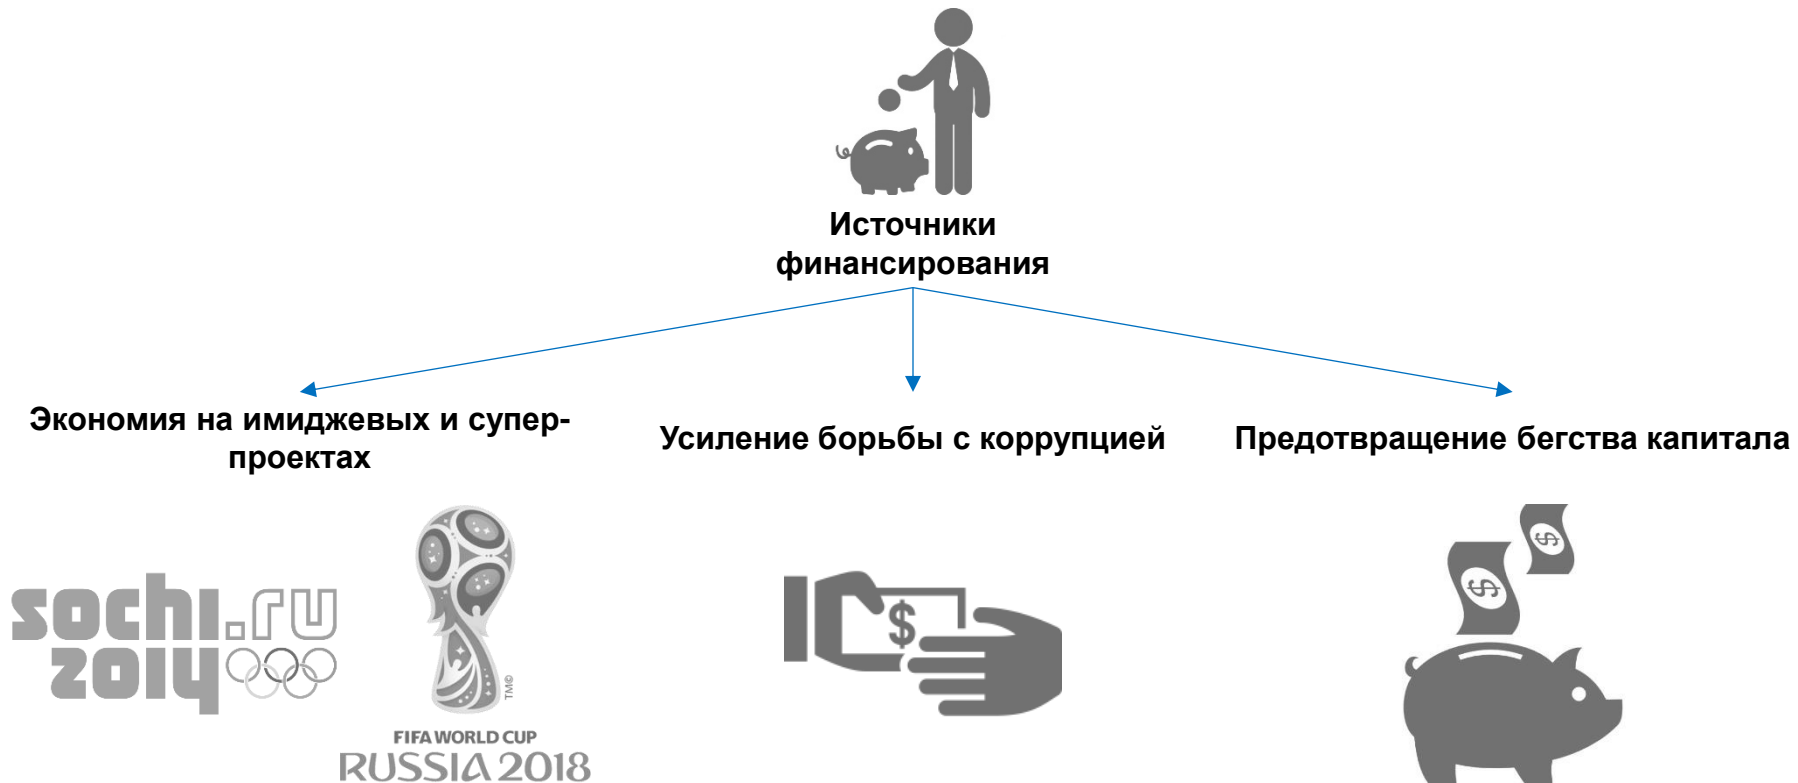 Источники
финансирования
Экономия на имиджевых и супер-
проектах
Усиление борьбы с коррупцией
Предотвращение бегства капитала
sochi.ru
2014
TM©
FIFA WORLD CUP
RUSSIA 2018
$
$
$